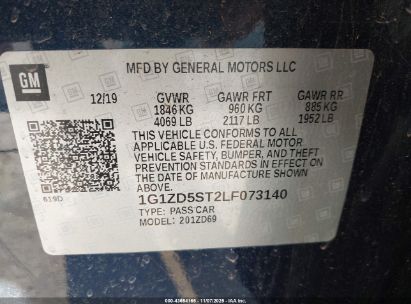 GM
MFD BY GENERAL MOTORS LLC
12/19 GVWR GAWR FRT GAWR RR
1846 KG 960 KG 885 KG
4069 LB 2117 LB 1952 LB
THIS VEHICLE CONFORMS TO ALL
APPLICABLE U.S. FEDERAL MOTOR
VEHICLE SAFETY, BUMPER, AND THEFT
PREVENTION STANDARDS IN EFFECT ON THE
DATE OF MANUFACTURE SHOWN ABOVE.
619D
1G1ZD5ST2LF073140
TYPE: PASS CAR
MODEL: 201ZD69